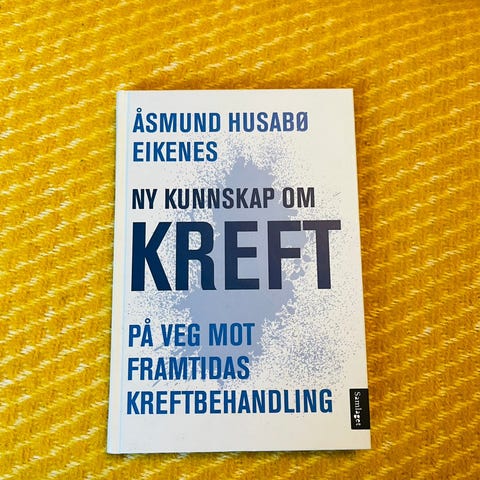 ÅSMUND HUSABØ
EIKENES
NY KUNNSKAP OM
KREFT
PÅ VEG MOT
FRAMTIDAS
KREFTBEHANDLING
Samlaget